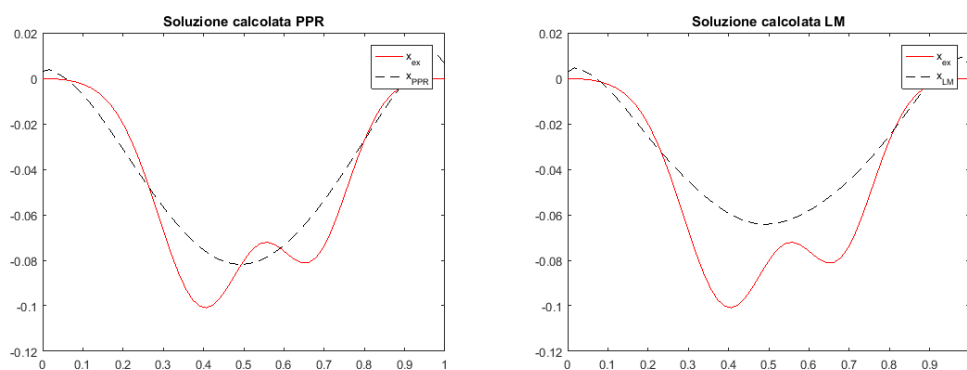 Soluzione calcolata PPR
0.02
0
-0.02
-0.04
-0.06
-0.08
-0.1
-0.12
0 0.1 0.2 0.3 0.4 0.5 0.6 0.7 0.8 0.9 1
x_ex
x_PPR
Soluzione calcolata LM
0.02
0
-0.02
-0.04
-0.06
-0.08
-0.1
-0.12
0 0.1 0.2 0.3 0.4 0.5 0.6 0.7 0.8 0.9
x_ex
x_LM